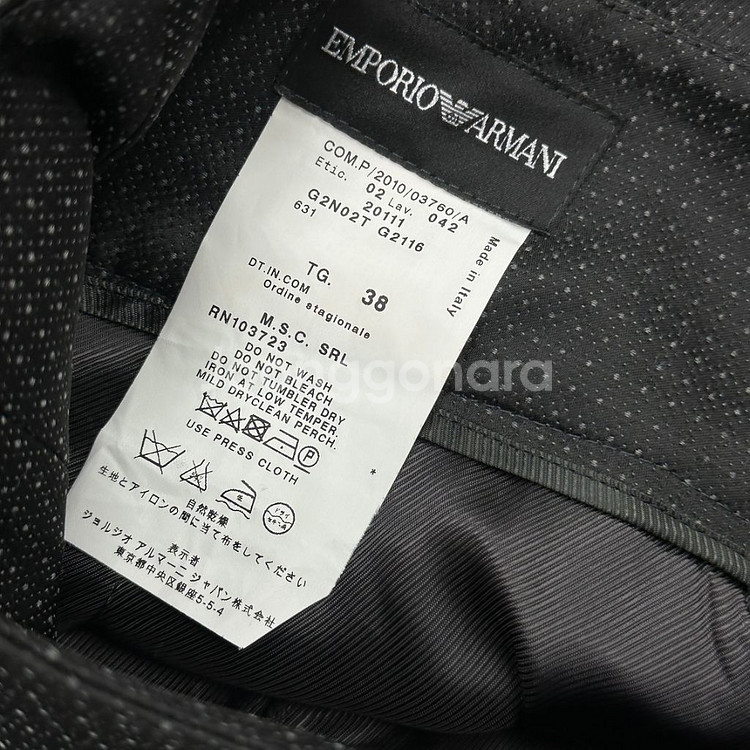 EMPORIO ARMANI
COM.P/2010/03760/A
Etic. 02 Lav. 042
20111
G2N02T G2116
631
Made in Italy
TG. 38
DT.IN.COM
Ordine stagionale
M.S.C. SRL
RN103723
DO NOT WASH
DO NOT BLEACH
DO NOT TUMBLER DRY
IRON AT LOW TEMPER.
MILD DRYCLEAN PERCH.
P
USE PRESS CLOTH
*
自然乾燥
生地とアイロンの間に当て布をしてください
表示者
ジョルジオ アルマーニ ジャパン株式会社
東京都中央区銀座5-5-4